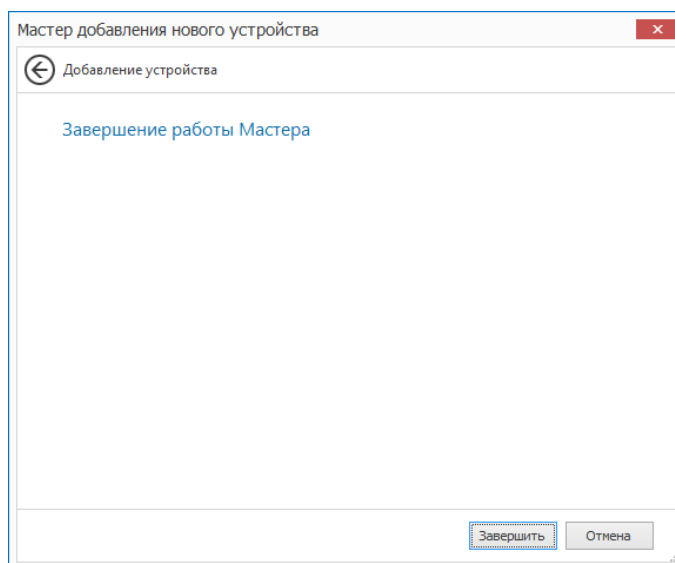 Мастер добавления нового устройства
Добавление устройства
Завершение работы Мастера
Завершить Отмена